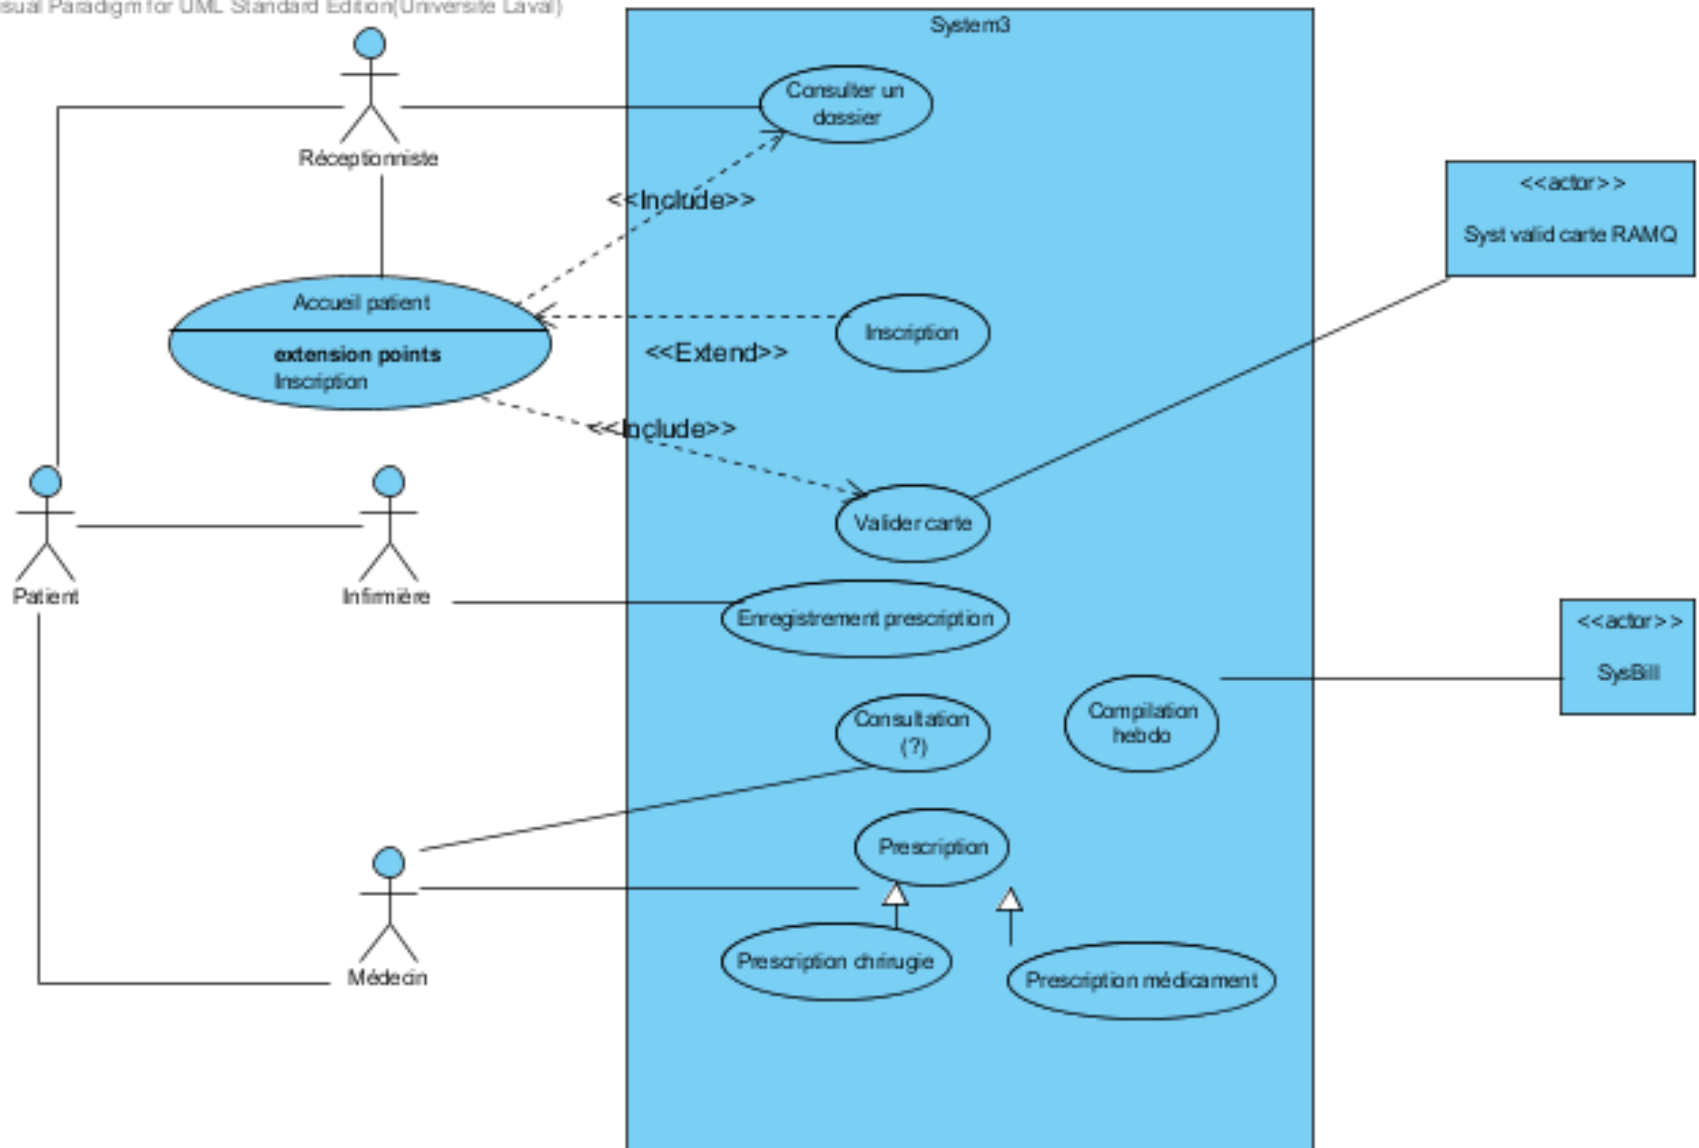 isual Paradigm for UML Standard Edition(Universite Laval)
System3
Consulter un
dossier
Réceptionniste
<<Include>>
<<actor>>
Syst valid carte RAMQ
Accueil patient
extension points
Inscription
Inscription
<<Extend>>
<<Include>>
Valider carte
Patient
Infirmière
Enregistrement prescription
<<actor>>
SysBill
Consultation
(?)
Compilation
hebdo
Prescription
Médecin
Prescription chrirugie
Prescription médicament